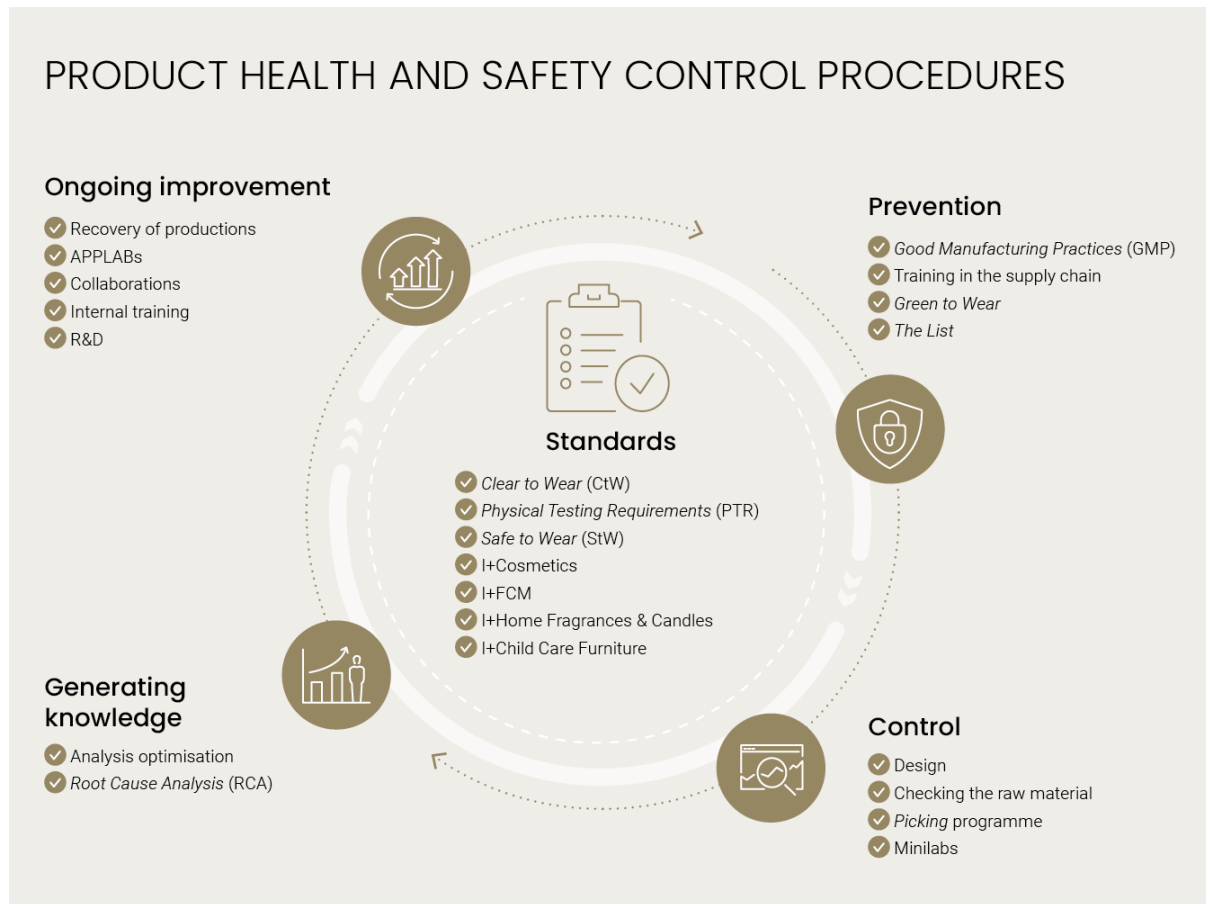 PRODUCT HEALTH AND SAFETY CONTROL PROCEDURES
Ongoing improvement
Recovery of productions
APPLABs
Collaborations
Internal training
R&D
Prevention
Good Manufacturing Practices (GMP)
Training in the supply chain
Green to Wear
The List
Standards
Clear to Wear (CtW)
Physical Testing Requirements (PTR)
Safe to Wear (StW)
I+Cosmetics
I+FCM
I+Home Fragrances & Candles
I+Child Care Furniture
Generating
knowledge
Analysis optimisation
Root Cause Analysis (RCA)
Control
Design
Checking the raw material
Picking programme
Minilabs